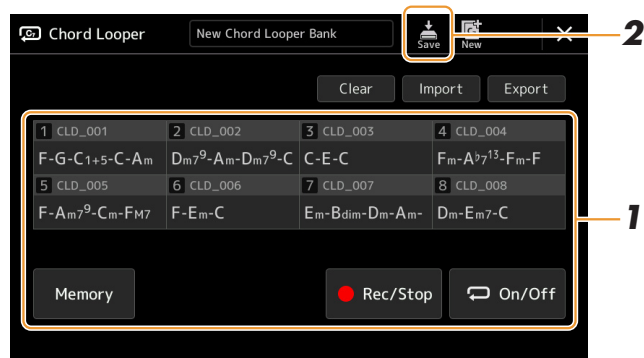 Chord Looper New Chord Looper Bank Save New 2
Clear Import Export
1 CLD_001 2 CLD_002 3 CLD_003 4 CLD_004
F-G-C1+5-C-Am Dm7⁹-Am-Dm7⁹-C C-E-C Fm-A♭7¹³-Fm-F
5 CLD_005 6 CLD_006 7 CLD_007 8 CLD_008
F-Am7⁹-Cm-FM7 F-Em-C Em-Bdim-Dm-Am- Dm-Em7-C
1
Memory Rec/Stop On/Off